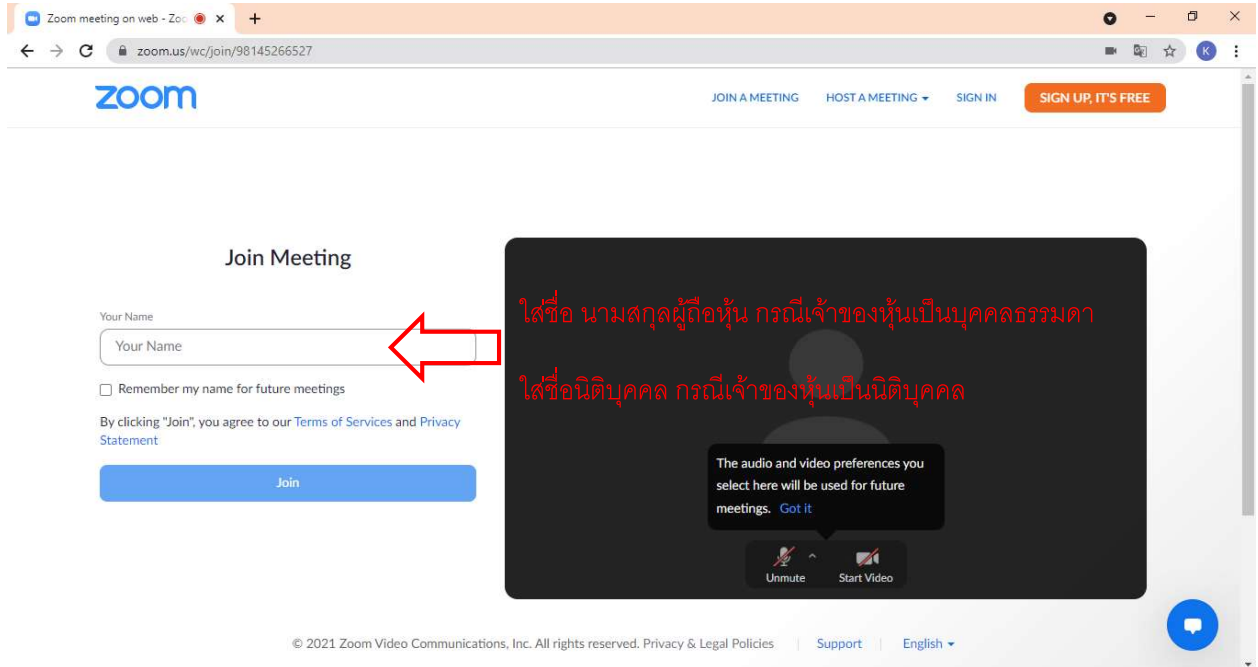 Zoom meeting on web - Zoo
zoom.us/wc/join/98145266527
K
zoom
JOIN A MEETING
HOST A MEETING
SIGN IN
SIGN UP, IT'S FREE
Join Meeting
Your Name
Your Name
Remember my name for future meetings
By clicking "Join", you agree to our Terms of Services and Privacy
Statement
Join
ใส่ชื่อ นามสกุลผู้ถือหุ้น กรณีเจ้าของหุ้นเป็นบุคคลธรรมดา
ใส่ชื่อนิติบุคคล กรณีเจ้าของหุ้นเป็นนิติบุคคล
The audio and video preferences you
select here will be used for future
meetings. Got it
Unmute
Start Video
© 2021 Zoom Video Communications, Inc. All rights reserved. Privacy & Legal Policies
Support
English